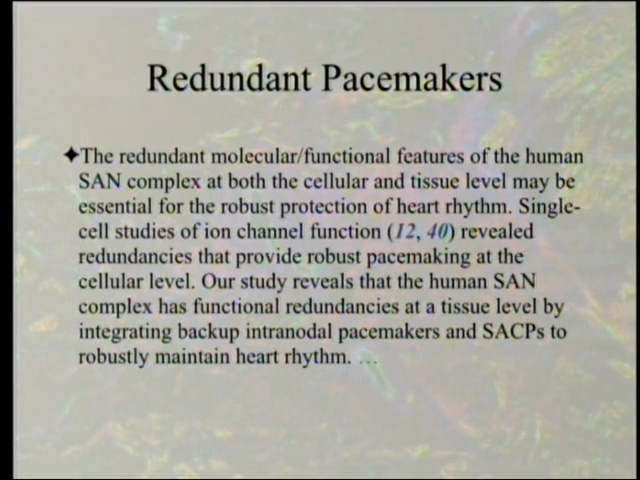 Redundant Pacemakers
✦The redundant molecular/functional features of the human
SAN complex at both the cellular and tissue level may be
essential for the robust protection of heart rhythm. Single-
cell studies of ion channel function (12, 40) revealed
redundancies that provide robust pacemaking at the
cellular level. Our study reveals that the human SAN
complex has functional redundancies at a tissue level by
integrating backup intranodal pacemakers and SACPs to
robustly maintain heart rhythm. …